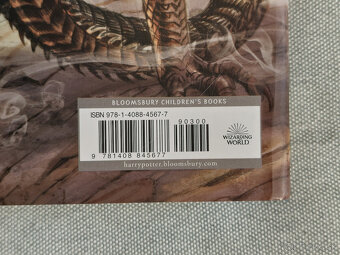 BLOOMSBURY CHILDREN'S BOOKS
ISBN 978-1-4088-4567-7
90300
9 781408 845677
WIZARDING
WORLD
harrypotter.bloomsbury.com